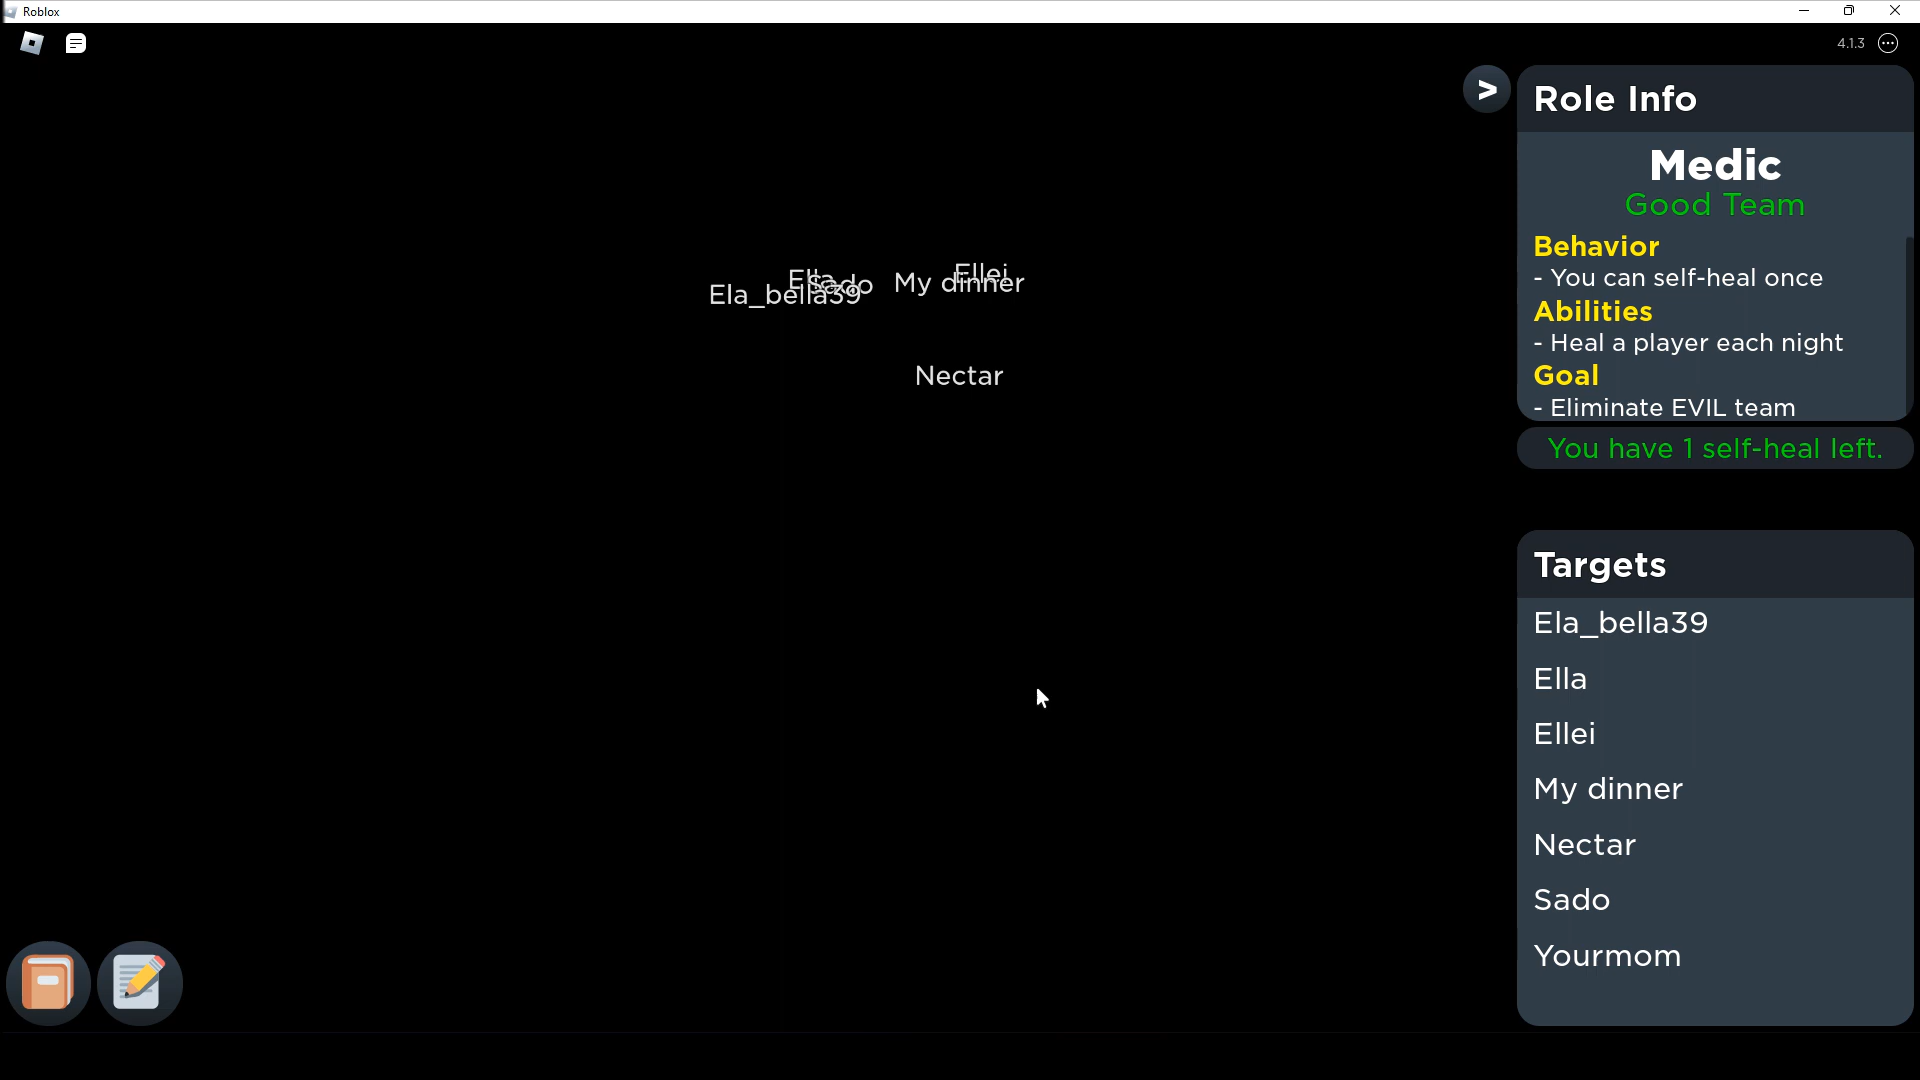 Roblox
4.1.3
>
Role Info
Medic
Good Team
Behavior
- You can self-heal once
Abilities
- Heal a player each night
Goal
- Eliminate EVIL team
You have 1 self-heal left.
Ellei
Ella
Sado
My dinner
Ela_bella39
Nectar
Targets
Ela_bella39
Ella
Ellei
My dinner
Nectar
Sado
Yourmom